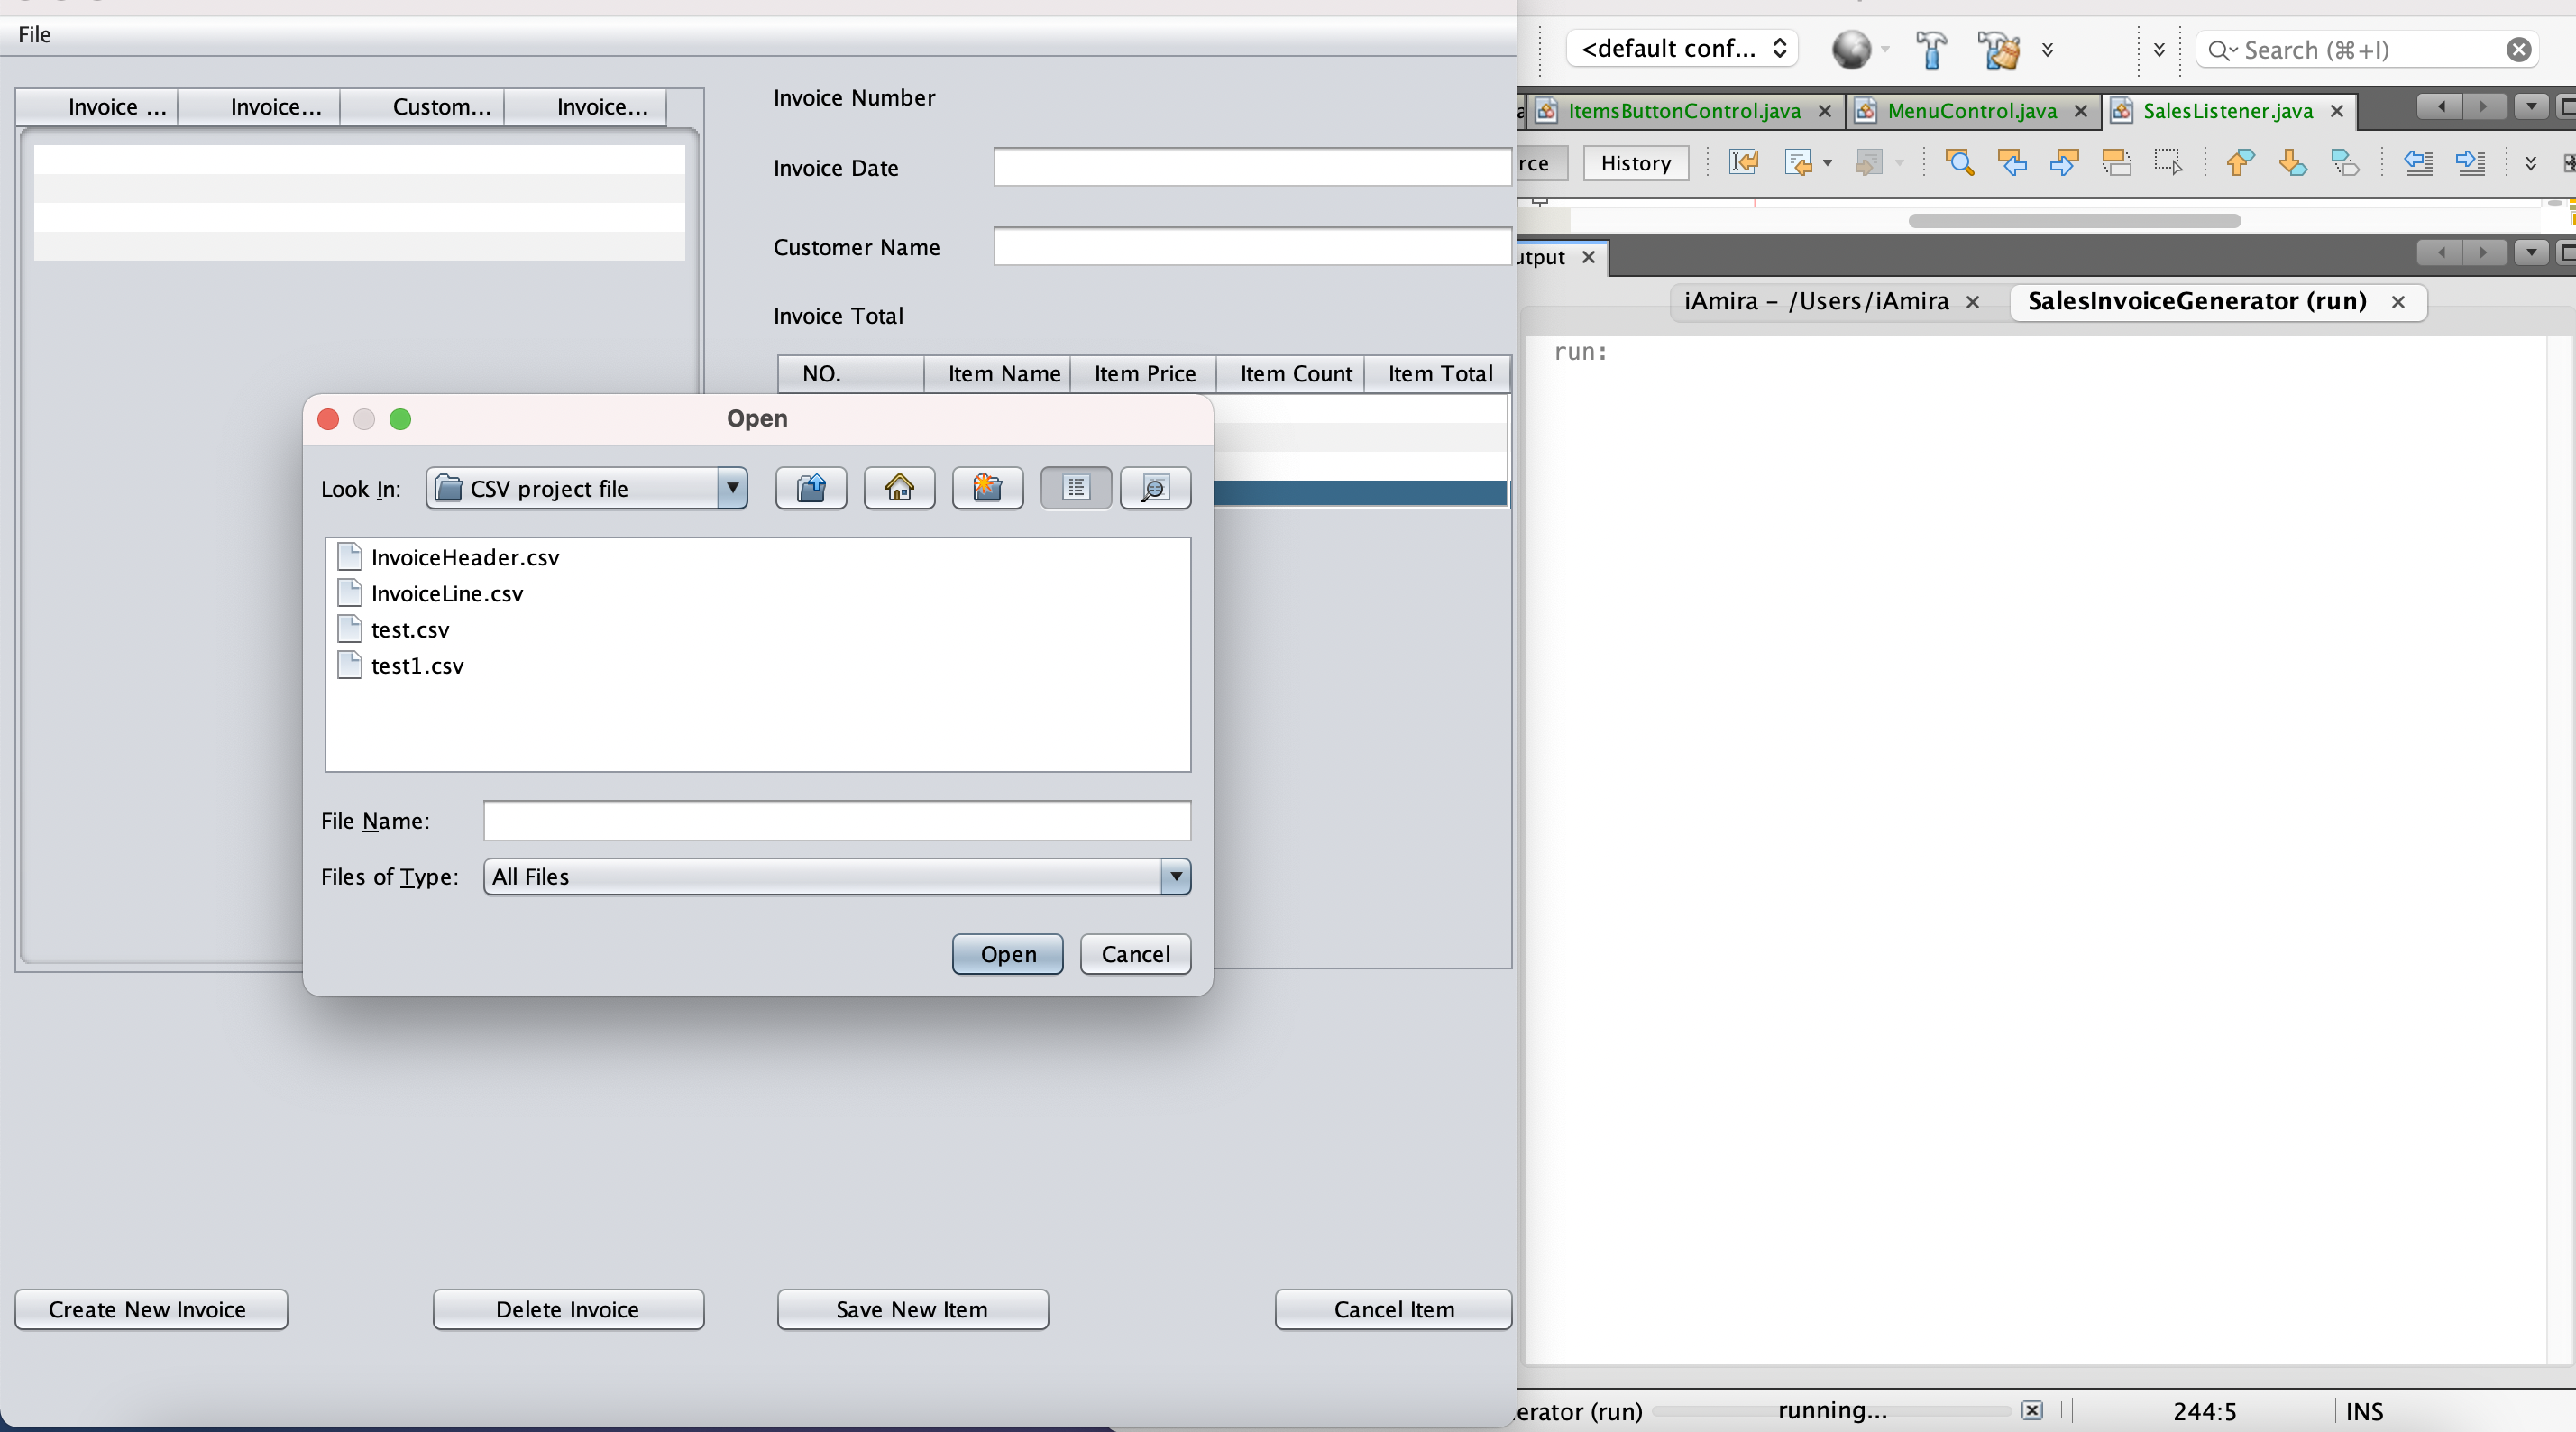 File
Invoice ...
Invoice...
Custom...
Invoice...
Invoice Number
Invoice Date
Customer Name
Invoice Total
NO.
Item Name
Item Price
Item Count
Item Total
Open
Look In:
CSV project file
InvoiceHeader.csv
InvoiceLine.csv
test.csv
test1.csv
File Name:
Files of Type:
All Files
Open
Cancel
Create New Invoice
Delete Invoice
Save New Item
Cancel Item
<default conf...
Search (⌘+I)
ItemsButtonControl.java
MenuControl.java
SalesListener.java
rce
History
utput
iAmira - /Users/iAmira
SalesInvoiceGenerator (run)
run:
erator (run)
running...
244:5
INS